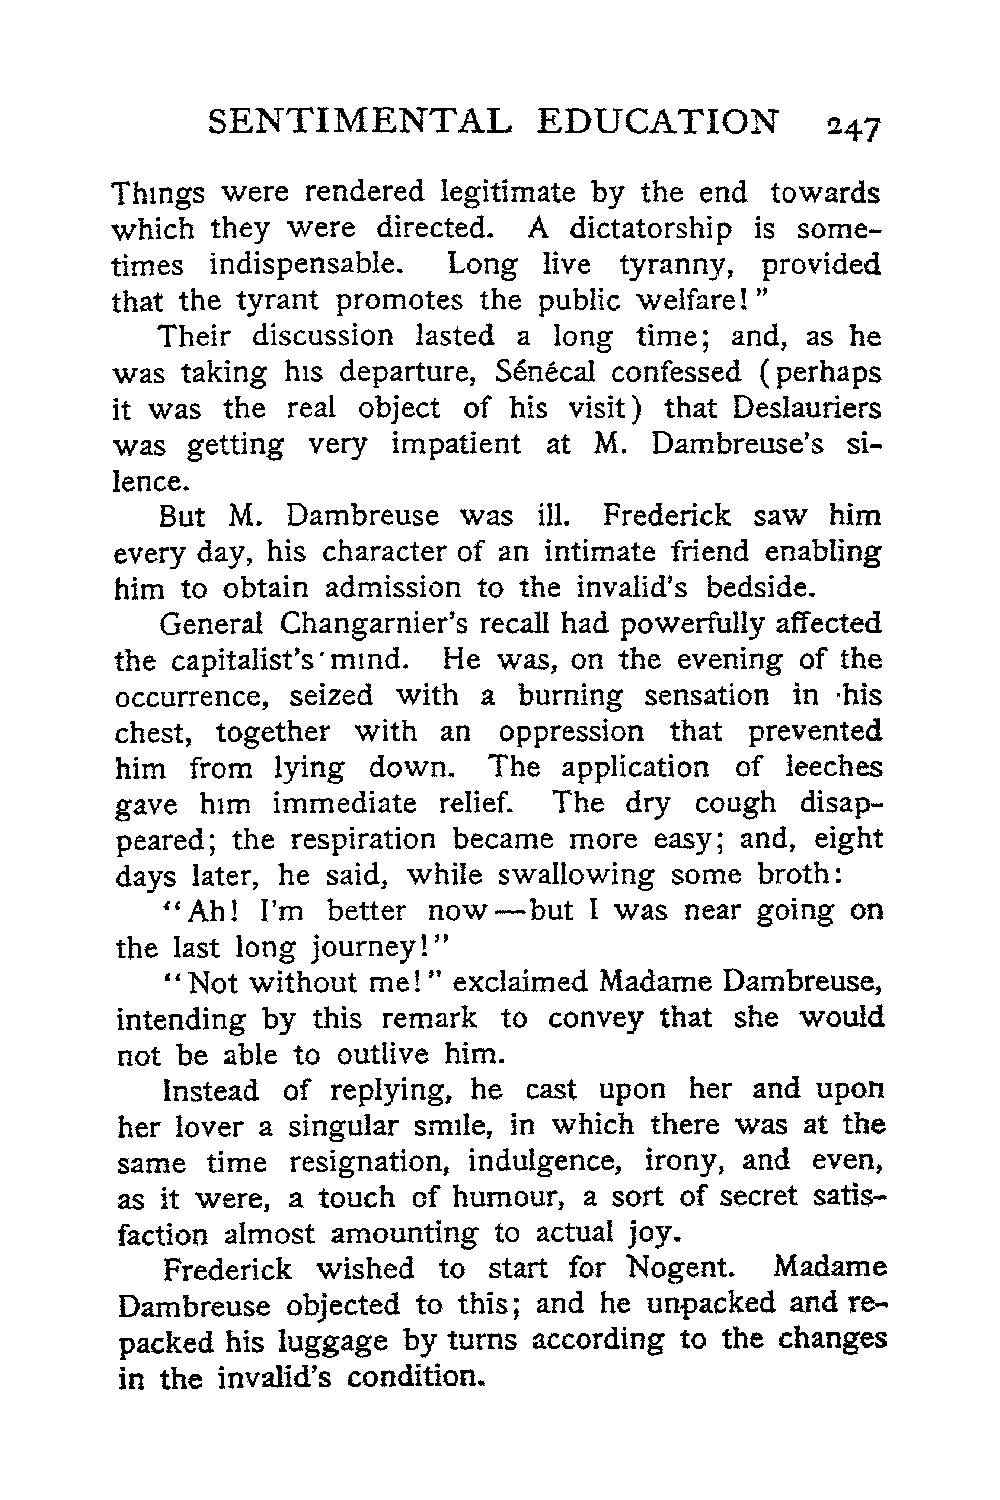 SENTIMENTAL EDUCATION 247
Things were rendered legitimate by the end towards
which they were directed. A dictatorship is some-
times indispensable. Long live tyranny, provided
that the tyrant promotes the public welfare!"
Their discussion lasted a long time; and, as he
was taking his departure, Sénécal confessed (perhaps
it was the real object of his visit) that Deslauriers
was getting very impatient at M. Dambreuse's si-
lence.
But M. Dambreuse was ill. Frederick saw him
every day, his character of an intimate friend enabling
him to obtain admission to the invalid's bedside.
General Changarnier's recall had powerfully affected
the capitalist's mind. He was, on the evening of the
occurrence, seized with a burning sensation in his
chest, together with an oppression that prevented
him from lying down. The application of leeches
gave him immediate relief. The dry cough disap-
peared; the respiration became more easy; and, eight
days later, he said, while swallowing some broth:
"Ah! I'm better now—but I was near going on
the last long journey!"
"Not without me!" exclaimed Madame Dambreuse,
intending by this remark to convey that she would
not be able to outlive him.
Instead of replying, he cast upon her and upon
her lover a singular smile, in which there was at the
same time resignation, indulgence, irony, and even,
as it were, a touch of humour, a sort of secret satis-
faction almost amounting to actual joy.
Frederick wished to start for Nogent. Madame
Dambreuse objected to this; and he unpacked and re-
packed his luggage by turns according to the changes
in the invalid's condition.